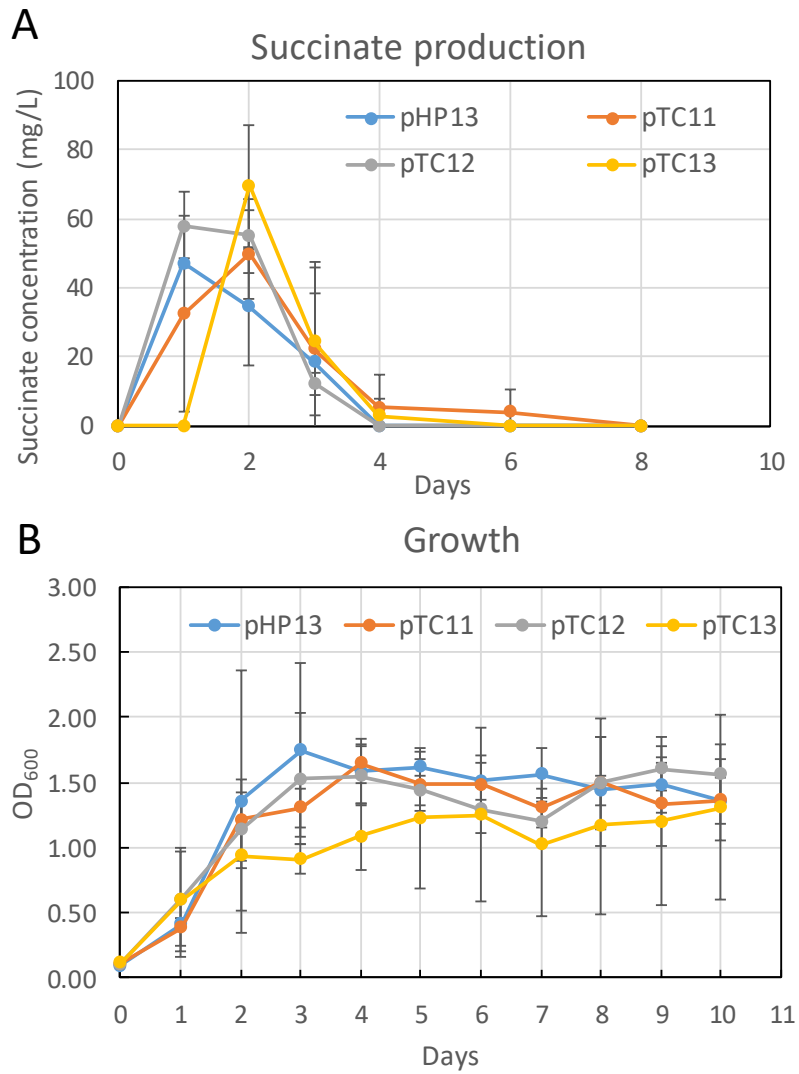 A
Succinate production
Succinate concentration (mg/L)
100
80
60
40
20
0
pHP13 pTC11
pTC12 pTC13
0 2 4 6 8 10
Days
B
Growth
OD600
3.00
2.50
2.00
1.50
1.00
0.50
0.00
pHP13 pTC11 pTC12 pTC13
0 1 2 3 4 5 6 7 8 9 10 11
Days